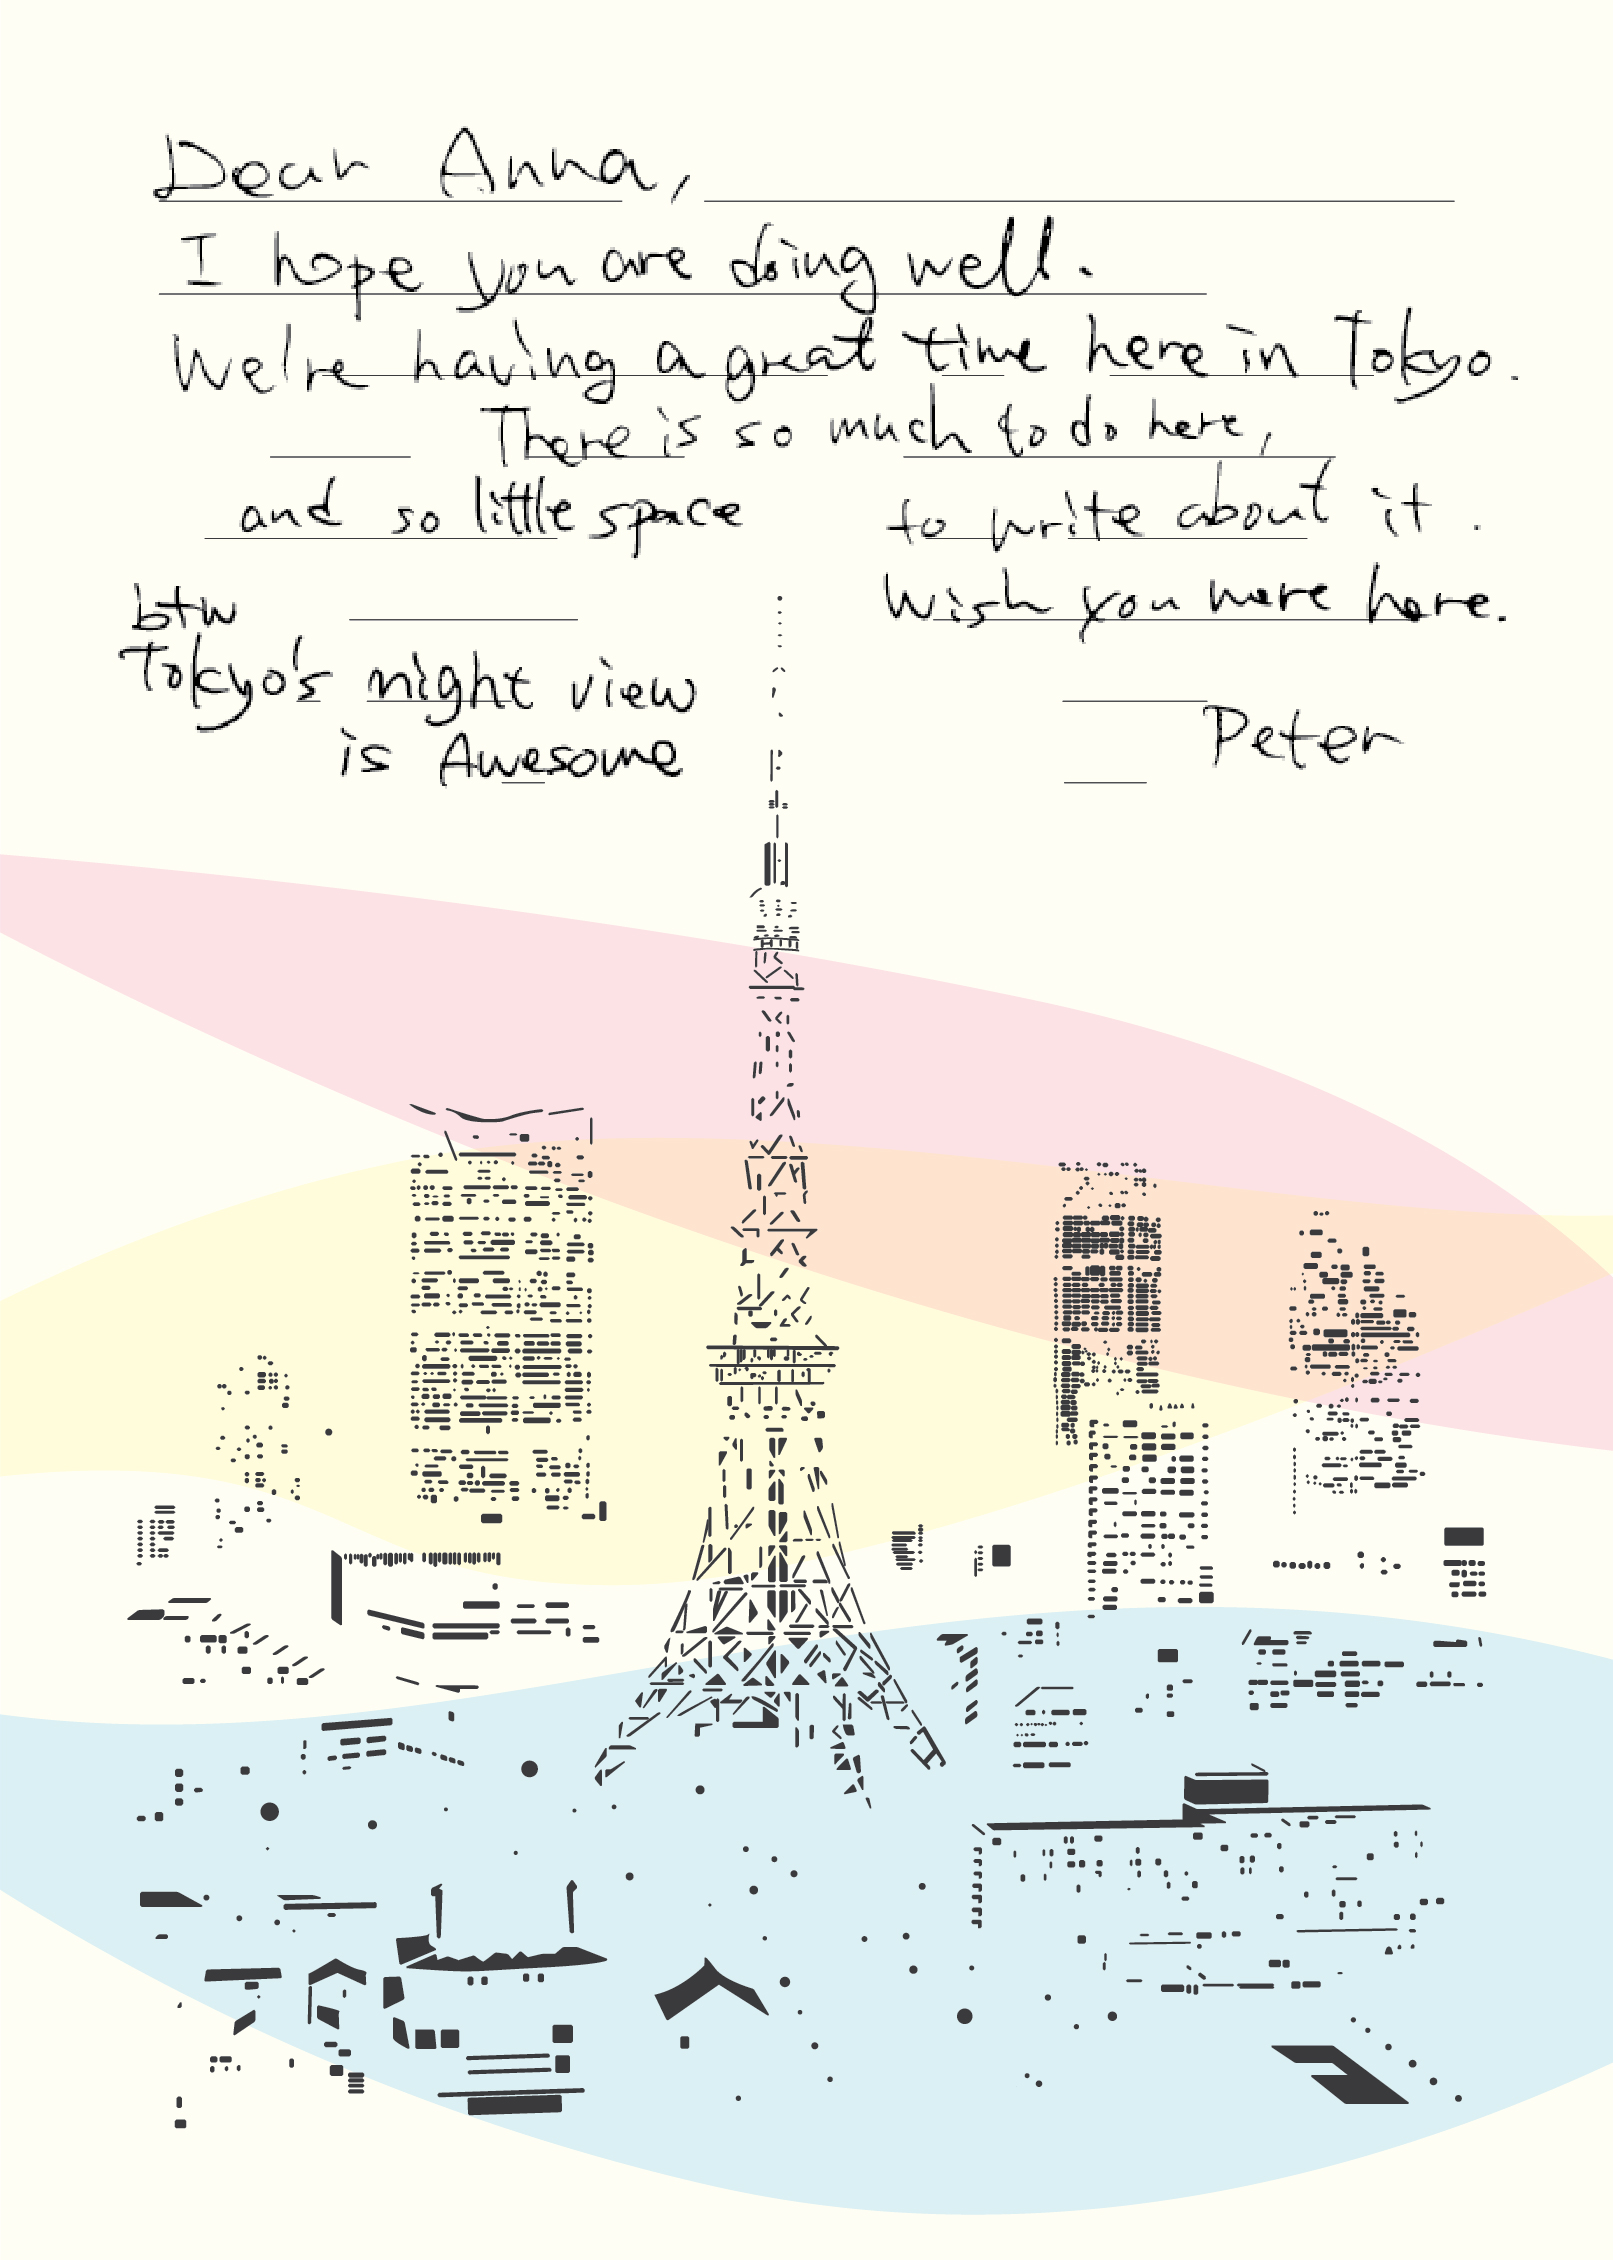 Dear Anna,
I hope you are doing well.
We're having a great time here in Tokyo.
There is so much to do here,
and so little space to write about it.
Wish you were here.
btw
Tokyo's night view
is Awesome
Peter